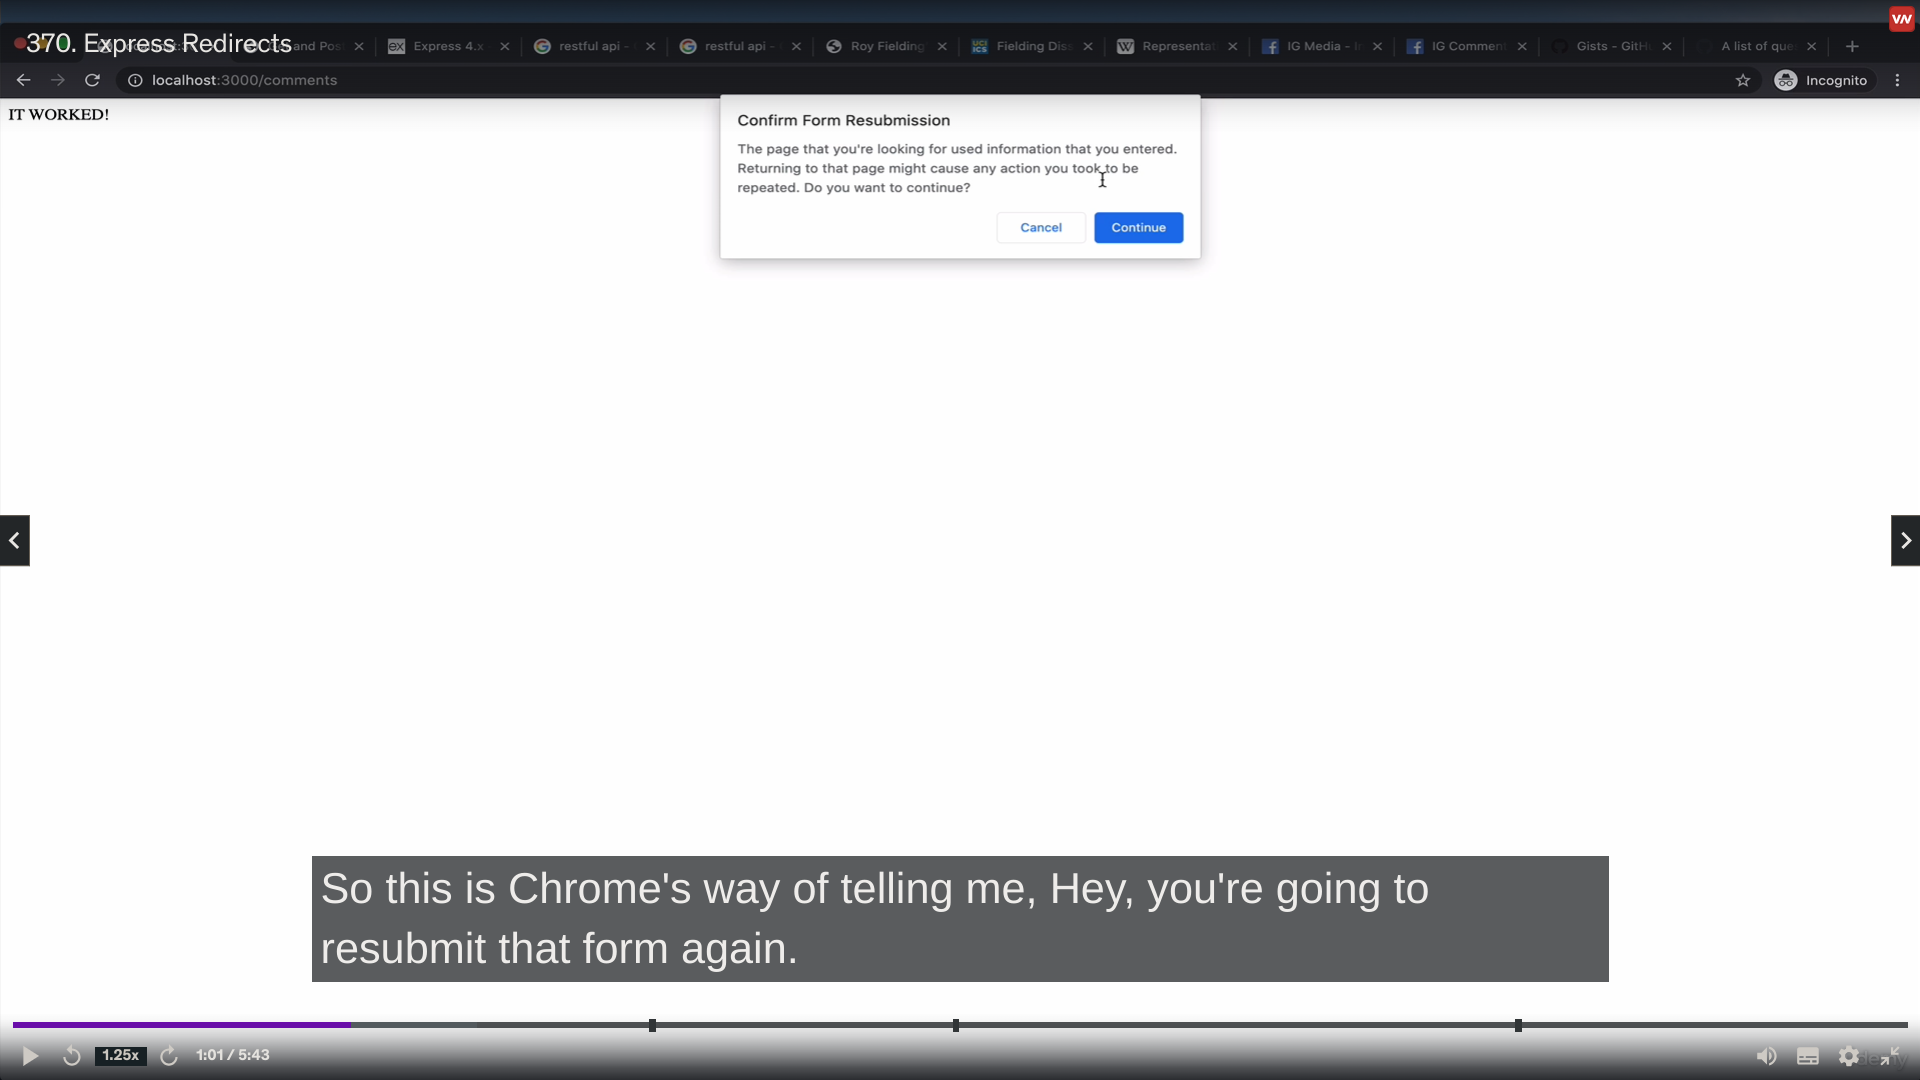 370. Express Redirects
and Pos
Express 4.x
restful api -
restful api -
Roy Fielding
Fielding Dis
Representat
IG Media - I
IG Comment
Gists - GitH
A list of que
localhost:3000/comments
Incognito
IT WORKED!
Confirm Form Resubmission
The page that you're looking for used information that you entered.
Returning to that page might cause any action you took to be
repeated. Do you want to continue?
Cancel
Continue
So this is Chrome's way of telling me, Hey, you're going to
resubmit that form again.
1.25x
1:01 / 5:43